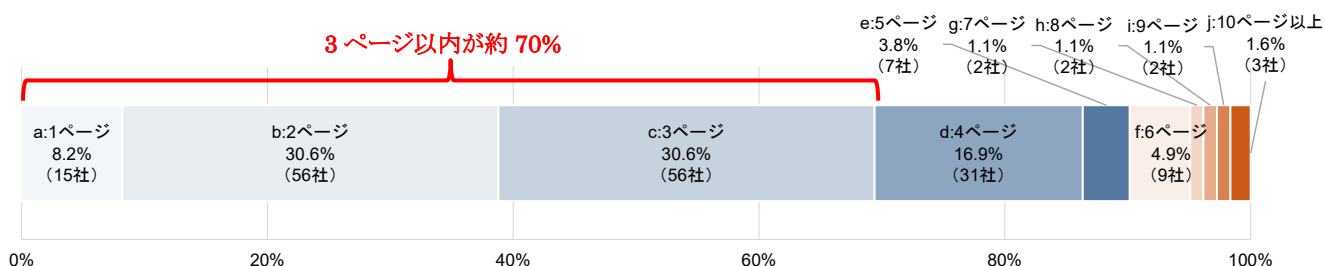 3 ページ以内が約 70%
e:5ページ
3.8%
(7社)
g:7ページ
1.1%
(2社)
h:8ページ
1.1%
(2社)
i:9ページ
1.1%
(2社)
j:10ページ以上
1.6%
(3社)
a:1ページ
8.2%
（15社）
b:2ページ
30.6%
（56社）
c:3ページ
30.6%
（56社）
d:4ページ
16.9%
（31社）
f:6ページ
4.9%
（9社）
0%
20%
40%
60%
80%
100%